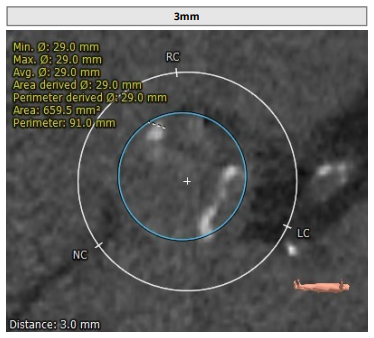 3mm
Min. Ø: 29.0 mm
Max. Ø: 29.0 mm
Avg. Ø: 29.0 mm
Area derived Ø: 29.0 mm
Perimeter derived Ø: 29.0 mm
Area: 659.5 mm²
Perimeter: 91.0 mm
RC
LC
NC
Distance: 3.0 mm